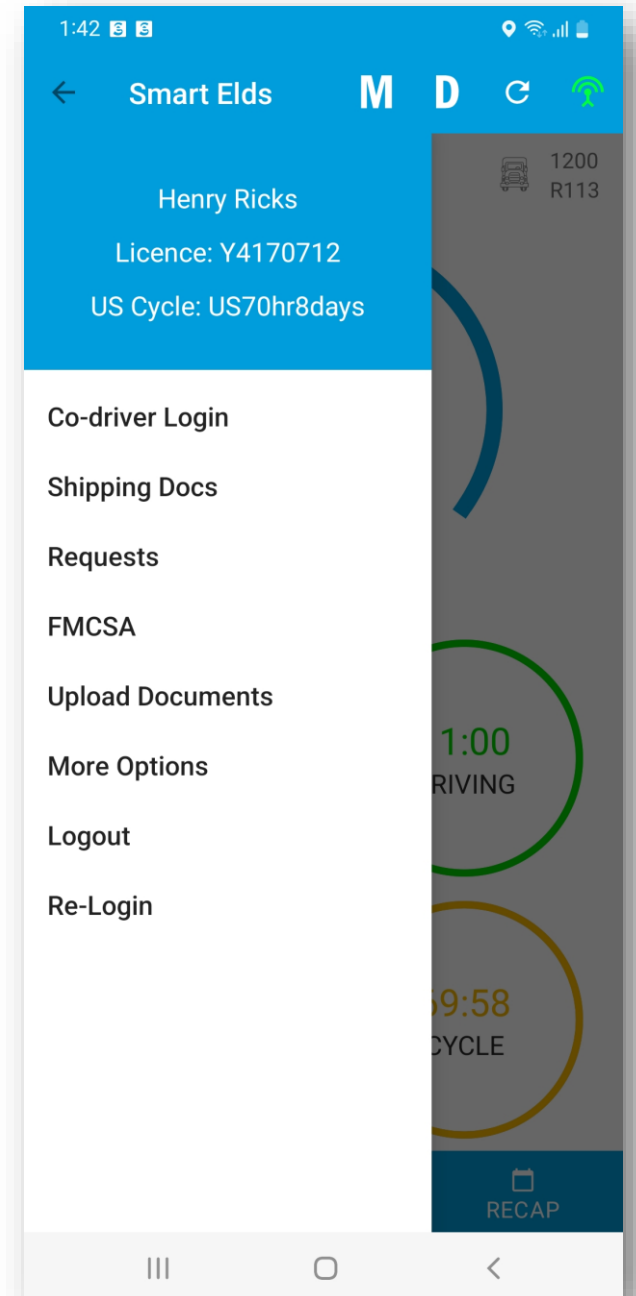 1:42
Smart Elds M D
1200
R113
Henry Ricks
Licence: Y4170712
US Cycle: US70hr8days
Co-driver Login
Shipping Docs
Requests
FMCSA
Upload Documents
More Options
Logout
Re-Login
1:00
RIVING
9:58
CYCLE
RECAP